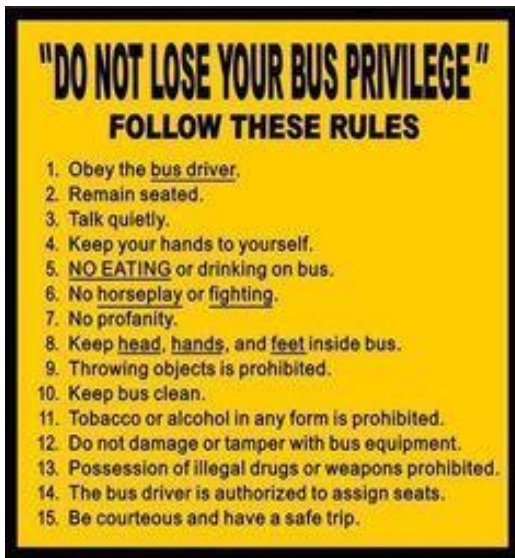 "DO NOT LOSE YOUR BUS PRIVILEGE"
FOLLOW THESE RULES
1. Obey the bus driver.
2. Remain seated.
3. Talk quietly.
4. Keep your hands to yourself.
5. NO EATING or drinking on bus.
6. No horseplay or fighting.
7. No profanity.
8. Keep head, hands, and feet inside bus.
9. Throwing objects is prohibited.
10. Keep bus clean.
11. Tobacco or alcohol in any form is prohibited.
12. Do not damage or tamper with bus equipment.
13. Possession of illegal drugs or weapons prohibited.
14. The bus driver is authorized to assign seats.
15. Be courteous and have a safe trip.